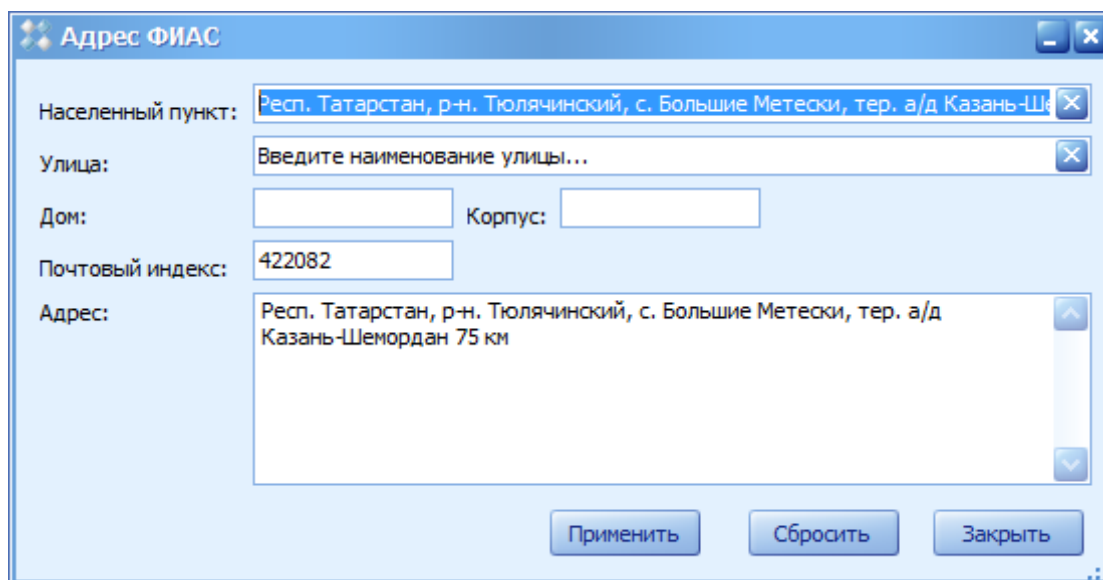 Адрес ФИАС
Населенный пункт: Респ. Татарстан, р-н. Тюлячинский, с. Большие Метески, тер. а/д Казань-Ше
Улица: Введите наименование улицы...
Дом: Корпус:
Почтовый индекс: 422082
Адрес: Респ. Татарстан, р-н. Тюлячинский, с. Большие Метески, тер. а/д
Казань-Шемордан 75 км
Применить Сбросить Закрыть